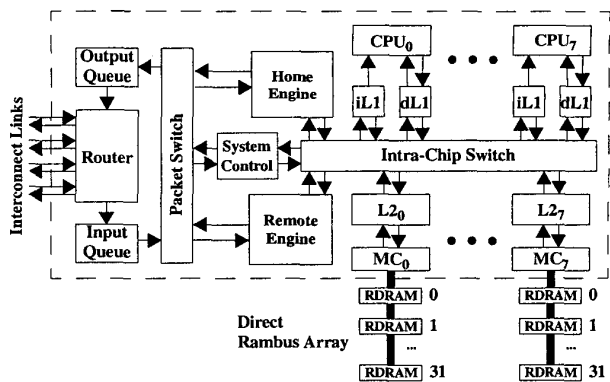 Output
Queue
Home
Engine
CPU0
• • •
CPU7
iL1
dL1
iL1
dL1
Interconnect Links
Router
Packet Switch
System
Control
Intra-Chip Switch
Input
Queue
Remote
Engine
L20
L27
• • •
MC0
MC7
RDRAM 0
RDRAM 0
Direct
Rambus Array
RDRAM 1
RDRAM 1
...
...
RDRAM 31
RDRAM 31